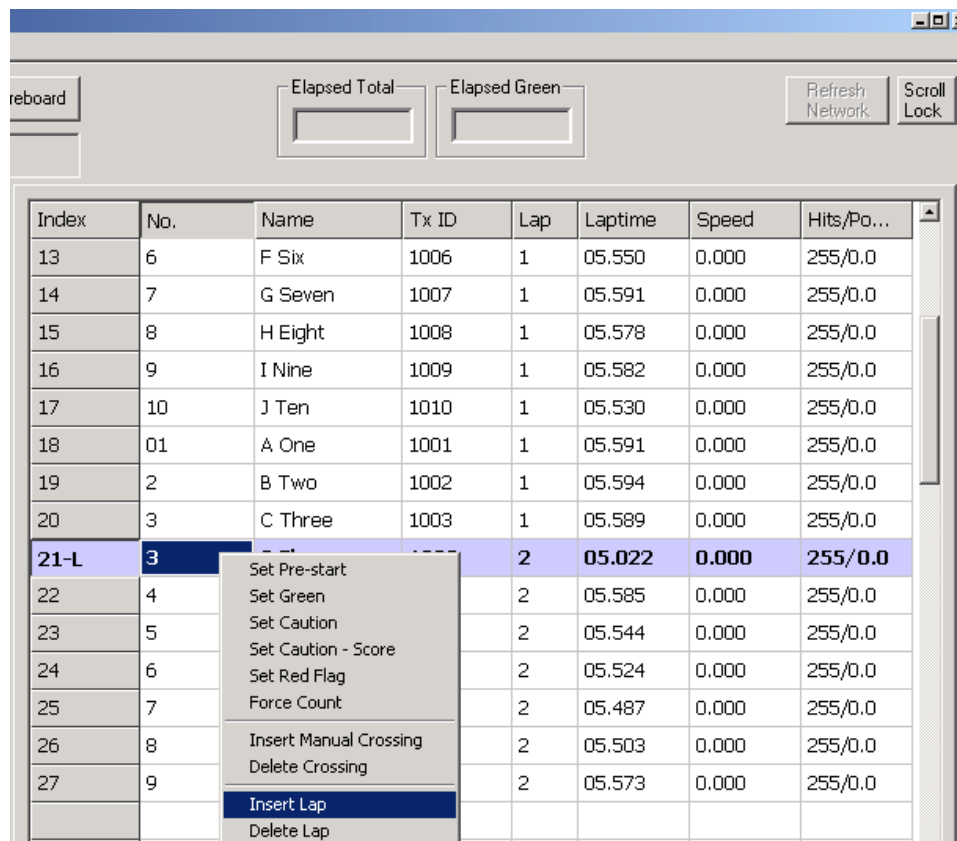 reboard
Elapsed Total
Elapsed Green
Refresh Network
Scroll Lock
Index No. Name Tx ID Lap Laptime Speed Hits/Po...
13 6 F Six 1006 1 05.550 0.000 255/0.0
14 7 G Seven 1007 1 05.591 0.000 255/0.0
15 8 H Eight 1008 1 05.578 0.000 255/0.0
16 9 I Nine 1009 1 05.582 0.000 255/0.0
17 10 J Ten 1010 1 05.530 0.000 255/0.0
18 01 A One 1001 1 05.591 0.000 255/0.0
19 2 B Two 1002 1 05.594 0.000 255/0.0
20 3 C Three 1003 1 05.589 0.000 255/0.0
21-L 3 2 05.022 0.000 255/0.0
22 4 2 05.585 0.000 255/0.0
23 5 2 05.544 0.000 255/0.0
24 6 2 05.524 0.000 255/0.0
25 7 2 05.487 0.000 255/0.0
26 8 2 05.503 0.000 255/0.0
27 9 2 05.573 0.000 255/0.0
Set Pre-start
Set Green
Set Caution
Set Caution - Score
Set Red Flag
Force Count
Insert Manual Crossing
Delete Crossing
Insert Lap
Delete Lap